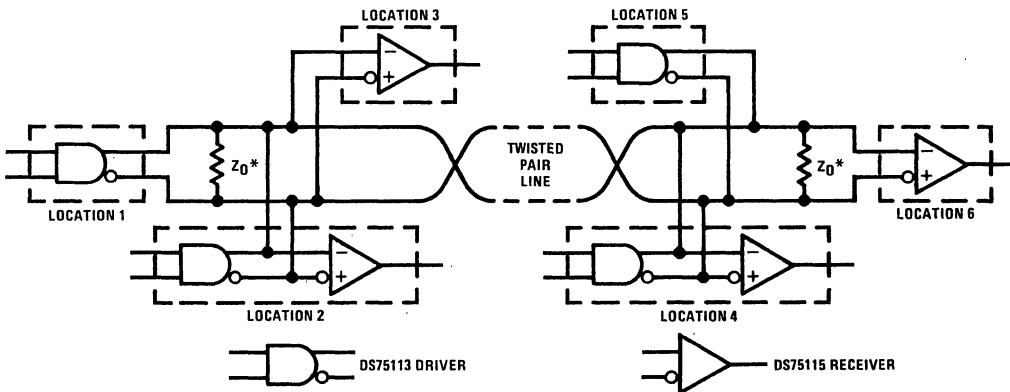 LOCATION 3
LOCATION 5
− 
+
Z₀*
TWISTED
PAIR
LINE
Z₀*
−
+
LOCATION 1
LOCATION 6
−
+
−
+
LOCATION 2
LOCATION 4
DS75113 DRIVER
DS75115 RECEIVER